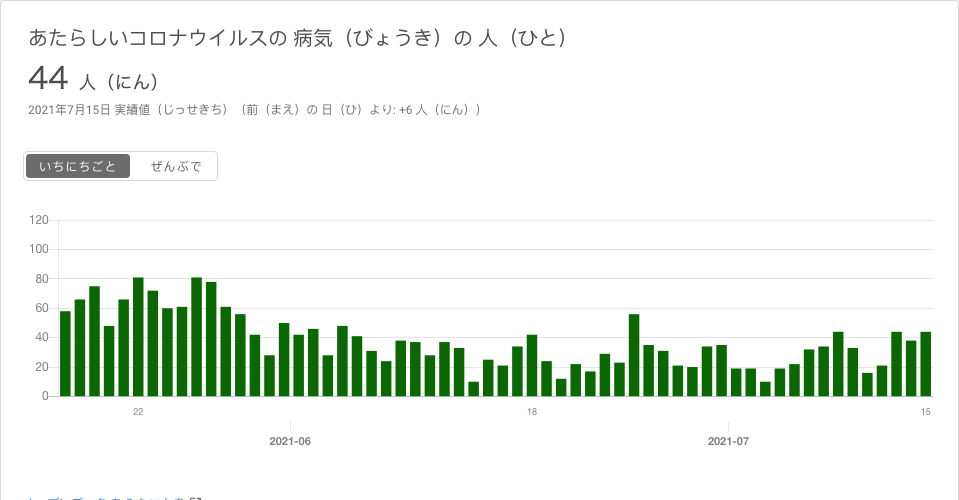 あたらしいコロナウイルスの 病気（びょうき）の 人（ひと）
44 人（にん）
2021年7月15日 実績値（じっせきち）（前（まえ）の 日（ひ）より: +6 人（にん））
いちにちごと ぜんぶで
120
100
80
60
40
20
0
22 18 15
2021-06 2021-07